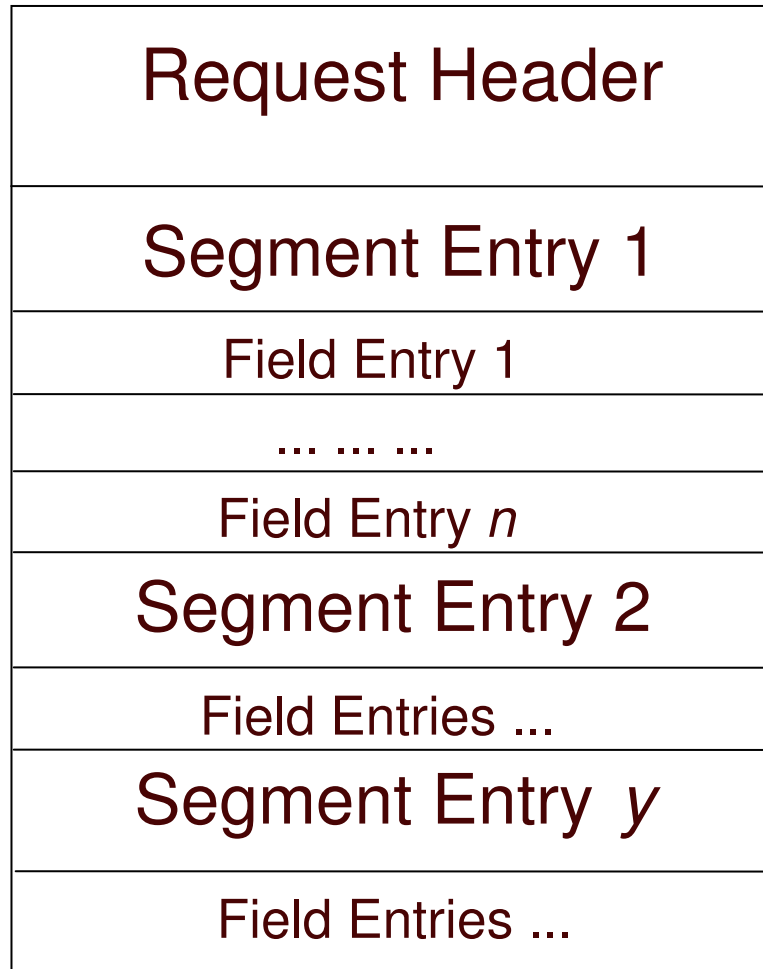 Request Header
Segment Entry 1
Field Entry 1
... ... ...
Field Entry n
Segment Entry 2
Field Entries ...
Segment Entry y
Field Entries ...